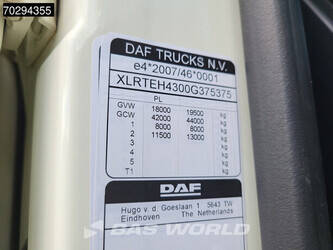 70294355
DAF TRUCKS N.V.
e4*2007/46*0001
XLRTEH4300G375375
PL
GVW 18000 19500 kg
GCW 42000 44000 kg
1 8000 8000 kg
2 11500 13000 kg
3 kg
4 kg
5 kg
T1 kg
DAF
Hugo v. d. Goeslaan 1 5643 TW
Eindhoven The Netherlands
BAS WORLD